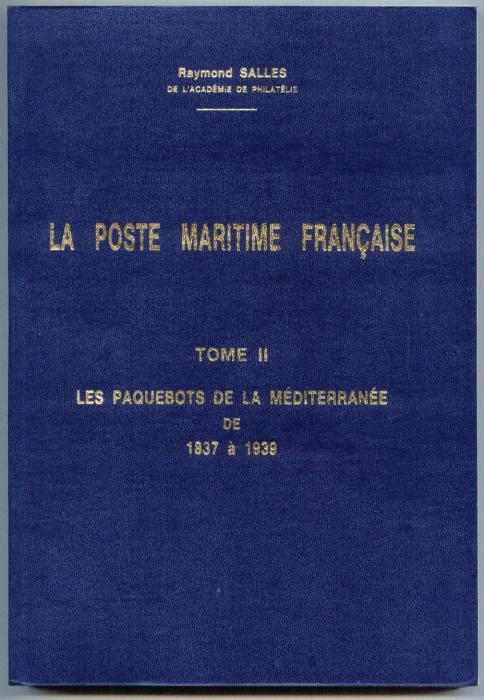 Raymond SALLES
DE L'ACADÉMIE DE PHILATÉLIE
LA POSTE MARITIME FRANÇAISE
TOME II
LES PAQUEBOTS DE LA MÉDITERRANÉE
DE
1837 à 1939